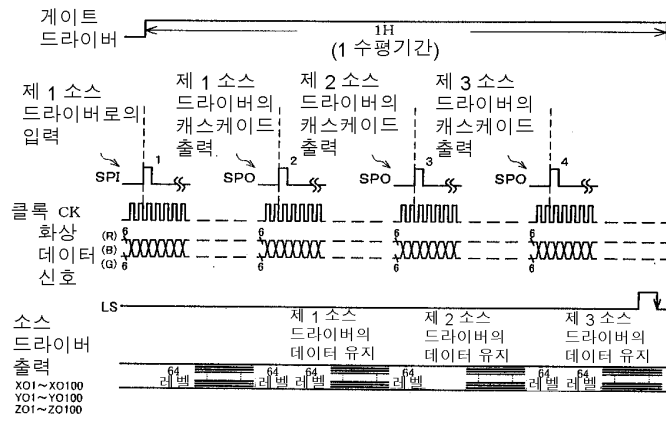 게이트
드라이버
1H
(1 수평기간)
제 1 소스
드라이버로의
입력
제 1 소스
드라이버의
캐스케이드
출력
제 2 소스
드라이버의
캐스케이드
출력
제 3 소스
드라이버의
캐스케이드
출력
SPI 1 SPO 2 SPO 3 SPO 4
클록 CK
화상
데이터
신호
(R)
(B)
(G)
6 6 6 6
6 6 6 6
LS
제 1 소스
드라이버의
데이터 유지
제 2 소스
드라이버의
데이터 유지
제 3 소스
드라이버의
데이터 유지
소스
드라이버
출력
XO1~XO100
YO1~YO100
ZO1~ZO100
64 64 64 64 64 64
레벨 레벨 레벨 레벨 레벨 레벨